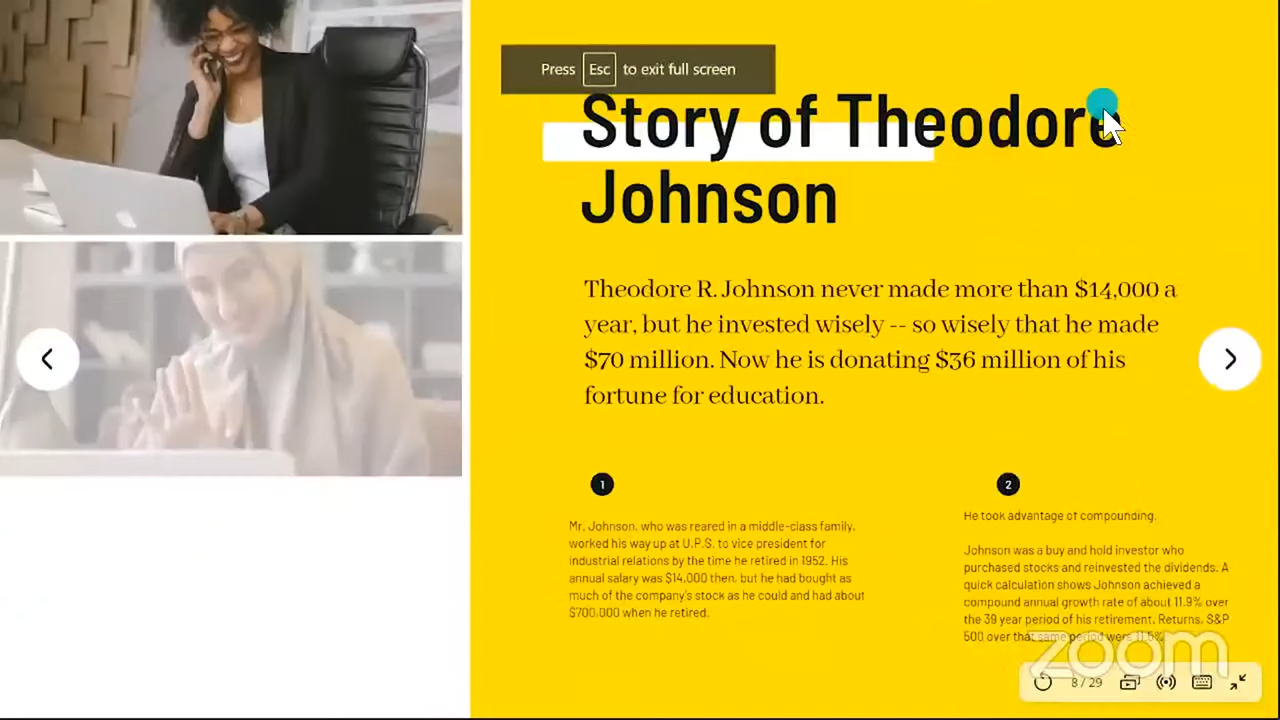 Press Esc to exit full screen
Story of Theodore
Johnson
Theodore R. Johnson never made more than $14,000 a
year, but he invested wisely -- so wisely that he made
$70 million. Now he is donating $36 million of his
fortune for education.
1
Mr. Johnson, who was reared in a middle-class family,
worked his way up at U.P.S. to vice president for
industrial relations by the time he retired in 1952. His
annual salary was $14,000 then, but he had bought as
much of the company's stock as he could and had about
$700,000 when he retired.
2
He took advantage of compounding.
Johnson was a buy and hold investor who
purchased stocks and reinvested the dividends. A
quick calculation shows Johnson achieved a
compound annual growth rate of about 11.9% over
the 39 year period of his retirement. Returns, S&P
500 over that same period were 11.5%
zoom
8 / 29